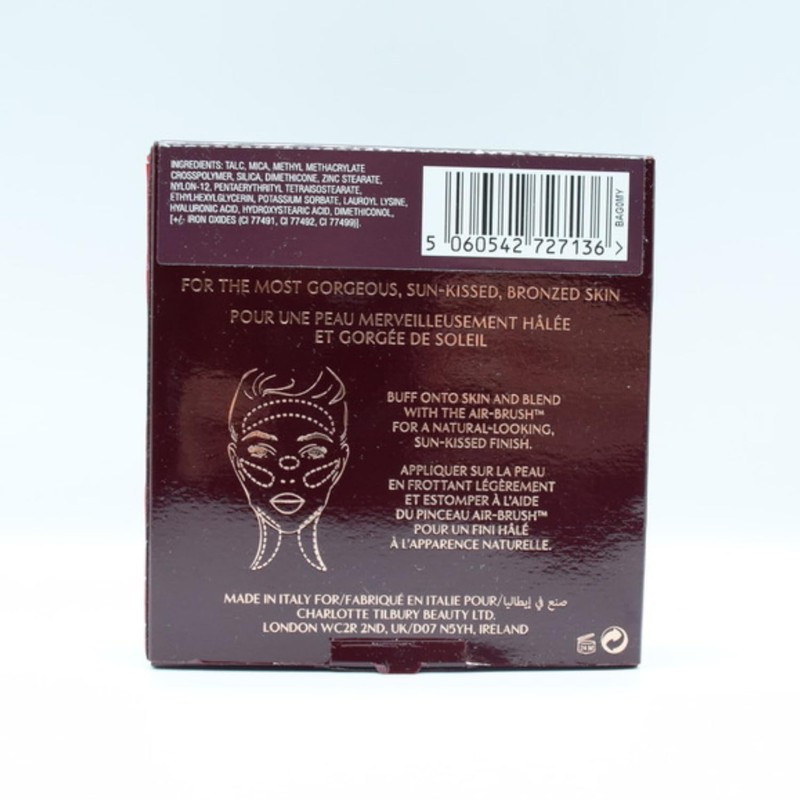 INGREDIENTS: TALC, MICA, METHYL METHACRYLATE
CROSSPOLYMER, SILICA, DIMETHICONE, ZINC STEARATE,
NYLON-12, PENTAERYTHRITYL TETRAISOSTEARATE,
ETHYLHEXYLGLYCERIN, POTASSIUM SORBATE, LAUROYL LYSINE,
HYALURONIC ACID, HYDROXYSTEARIC ACID, DIMETHICONOL,
[+/- IRON OXIDES (CI 77491, CI 77492, CI 77499)].
5 060542 727136 >
BAG0MY
FOR THE MOST GORGEOUS, SUN-KISSED, BRONZED SKIN
POUR UNE PEAU MERVEILLEUSEMENT HÂLÉE
ET GORGÉE DE SOLEIL
BUFF ONTO SKIN AND BLEND
WITH THE AIR-BRUSH™
FOR A NATURAL-LOOKING,
SUN-KISSED FINISH.
APPLIQUER SUR LA PEAU
EN FROTTANT LÉGÈREMENT
ET ESTOMPER À L'AIDE
DU PINCEAU AIR-BRUSH™
POUR UN FINI HÂLÉ
À L'APPARENCE NATURELLE.
MADE IN ITALY FOR/FABRIQUÉ EN ITALIE POUR/صنع في إيطاليا
CHARLOTTE TILBURY BEAUTY LTD.
LONDON WC2R 2ND, UK/D07 N5YH, IRELAND
24 M